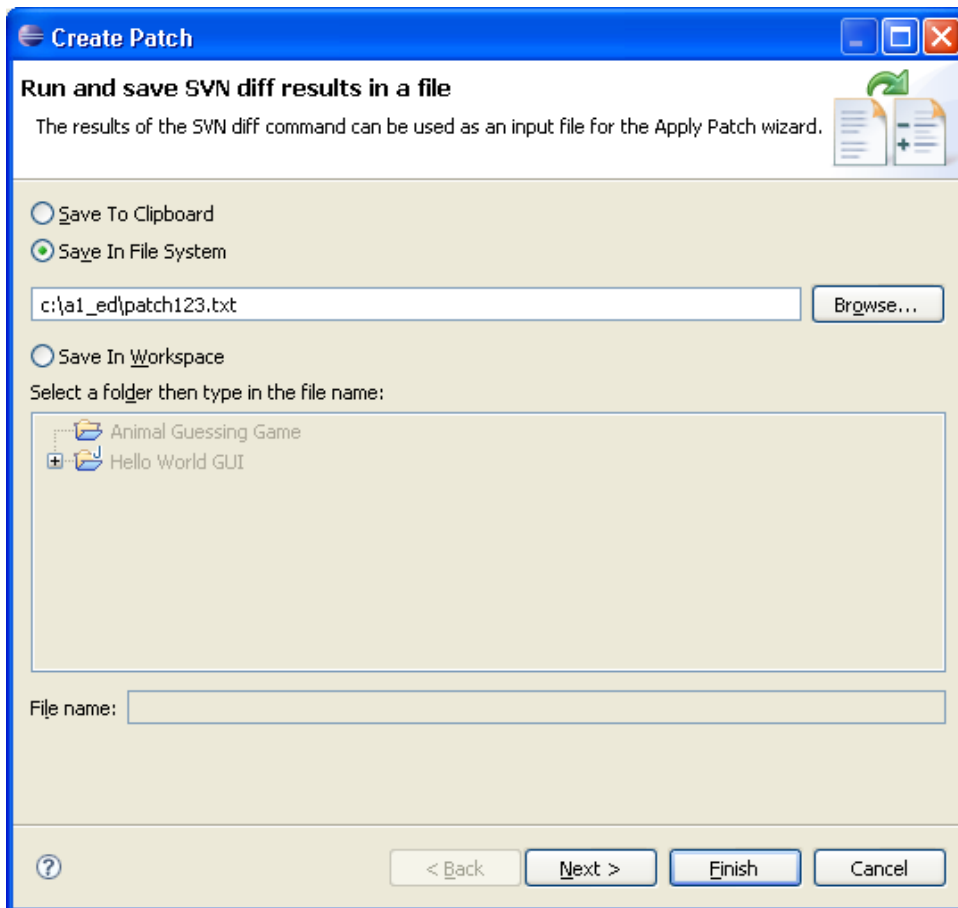 Create Patch
Run and save SVN diff results in a file
The results of the SVN diff command can be used as an input file for the Apply Patch wizard.
Save To Clipboard
Save In File System
c:\a1_ed\patch123.txt
Browse...
Save In Workspace
Select a folder then type in the file name:
Animal Guessing Game
Hello World GUI
File name:
< Back Next > Finish Cancel